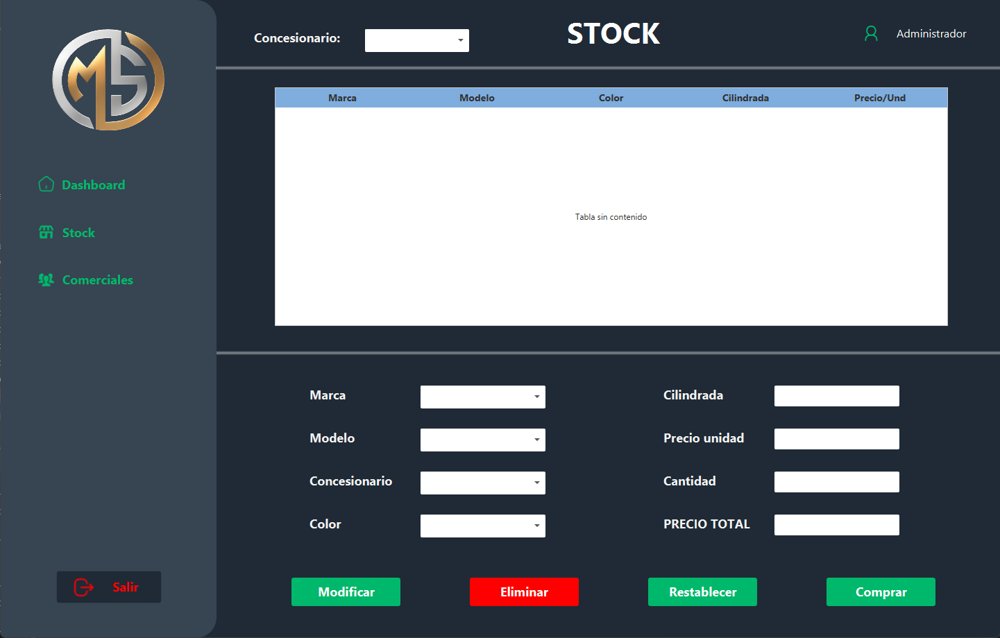 MS
Dashboard
Stock
Comerciales
Salir
Concesionario:
STOCK
Administrador
Marca Modelo Color Cilindrada Precio/Und
Tabla sin contenido
Marca
Cilindrada
Modelo
Precio unidad
Concesionario
Cantidad
Color
PRECIO TOTAL
Modificar Eliminar Restablecer Comprar